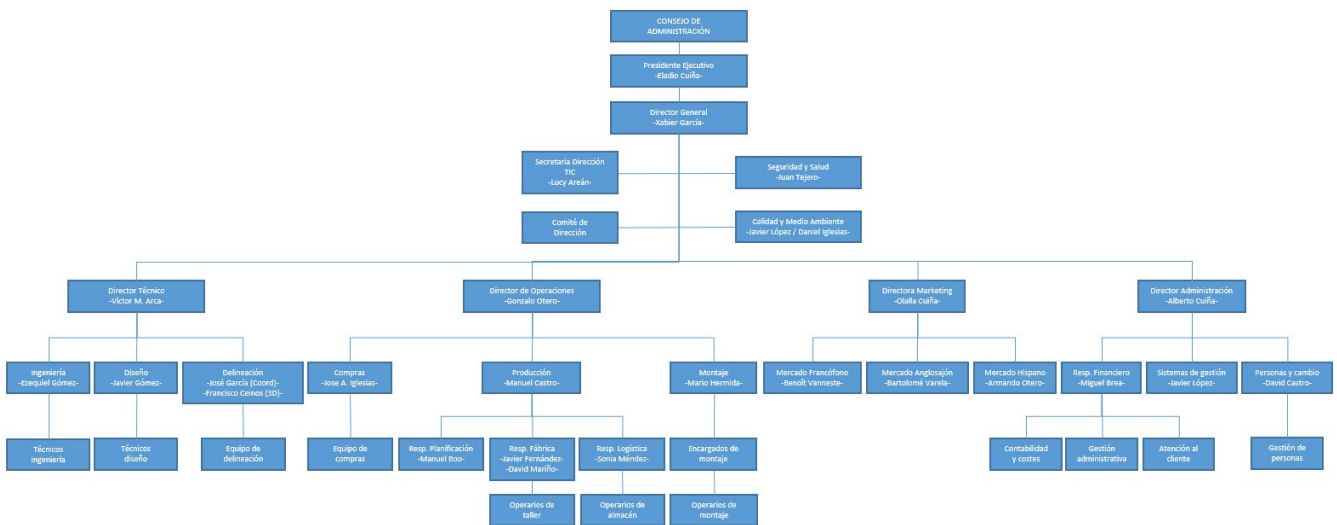 CONSEJO DE
ADMINISTRACIÓN
Presidente Ejecutivo
-Eladio Cuiña-
Director General
-Xabier García-
Secretaria Dirección
TIC
-Lucy Areán-
Seguridad y Salud
-Juan Tejero-
Comité de
Dirección
Calidad y Medio Ambiente
-Javier López / Daniel Iglesias-
Director Técnico
-Víctor M. Arca-
Director de Operaciones
-Gonzalo Otero-
Directora Marketing
-Olalla Cuiña-
Director Administración
-Alberto Cuiña-
Ingeniería
-Ezequiel Gómez-
Diseño
-Javier Gómez-
Delineación
-José García (Coord)-
-Francisco Ceinos (3D)-
Compras
-Jose A. Iglesias-
Producción
-Manuel Castro-
Montaje
-Mario Hermida-
Mercado Francófono
-Benoît Vanneste-
Mercado Anglosajón
-Bartolomé Varela-
Mercado Hispano
-Armando Otero-
Resp. Financiero
-Miguel Brea-
Sistemas de gestión
-Javier López-
Personas y cambio
-David Castro-
Técnicos
ingeniería
Técnicos
diseño
Equipo de
delineación
Equipo de
compras
Resp. Planificación
-Manuel Boo-
Resp. Fábrica
-Javier Fernández-
-David Mariño-
Resp. Logística
-Sonia Méndez-
Encargados de
montaje
Contabilidad
y costes
Gestión
administrativa
Atención al
cliente
Gestión de
personas
Operarios de
taller
Operarios de
almacén
Operarios de
montaje